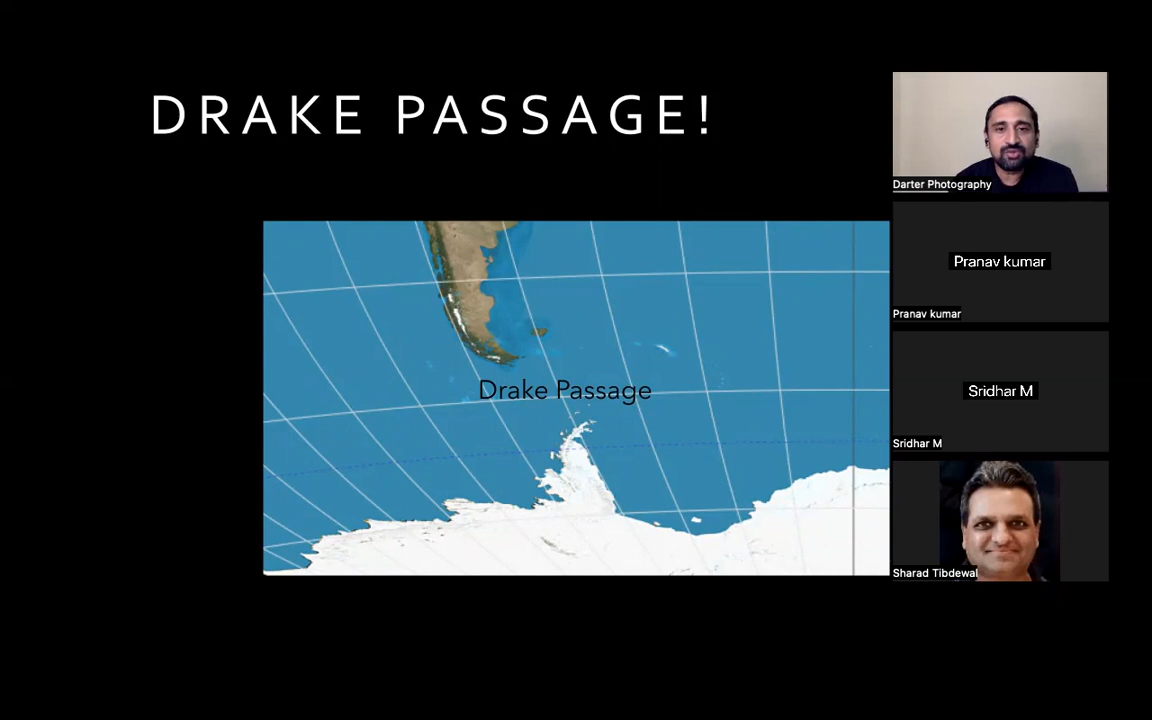 DRAKE PASSAGE!
Drake Passage
Darter Photography
Pranav kumar
Pranav kumar
Sridhar M
Sridhar M
Sharad Tibdewal